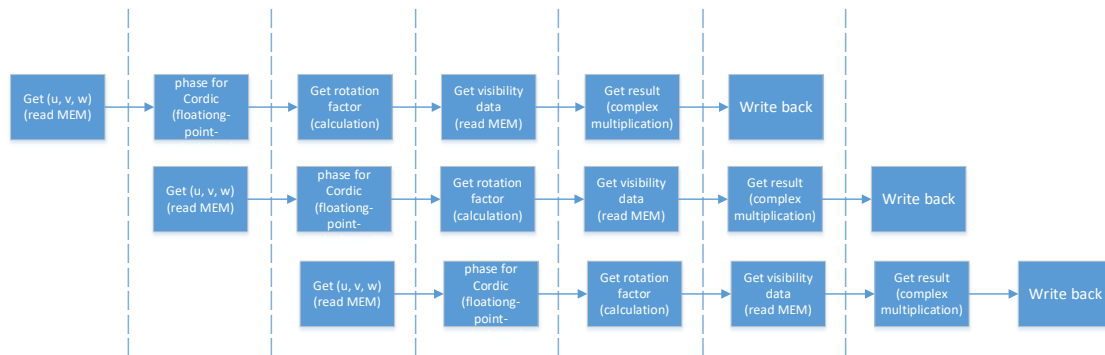 Get (u, v, w)
(read MEM)
phase for
Cordic
(floationg-
point-
Get rotation
factor
(calculation)
Get visibility
data
(read MEM)
Get result
(complex
multiplication)
Write back
Get (u, v, w)
(read MEM)
phase for
Cordic
(floationg-
point-
Get rotation
factor
(calculation)
Get visibility
data
(read MEM)
Get result
(complex
multiplication)
Write back
Get (u, v, w)
(read MEM)
phase for
Cordic
(floationg-
point-
Get rotation
factor
(calculation)
Get visibility
data
(read MEM)
Get result
(complex
multiplication)
Write back